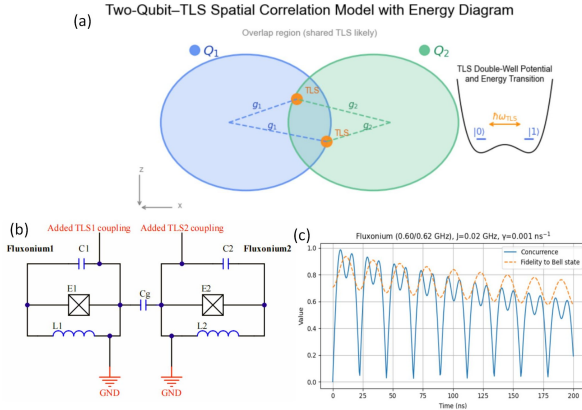 Two-Qubit–TLS Spatial Correlation Model with Energy Diagram
(a)
Overlap region (shared TLS likely)
Q1
Q2
TLS Double-Well Potential
and Energy Transition
TLS
g1
g2
ħωTLS
|0⟩
|1⟩
g1
g2
TLS
z
x
(b)
Added TLS1 coupling
Added TLS2 coupling
Fluxonium1
C1
C2
Fluxonium2
E1
Cg
E2
L1
L2
GND
GND
(c)
Fluxonium (0.60/0.62 GHz), J=0.02 GHz, γ=0.001 ns⁻¹
Concurrence
Fidelity to Bell state
Value
1.0
0.8
0.6
0.4
0.2
0.0
0
25
50
75
100
125
150
175
200
Time (ns)